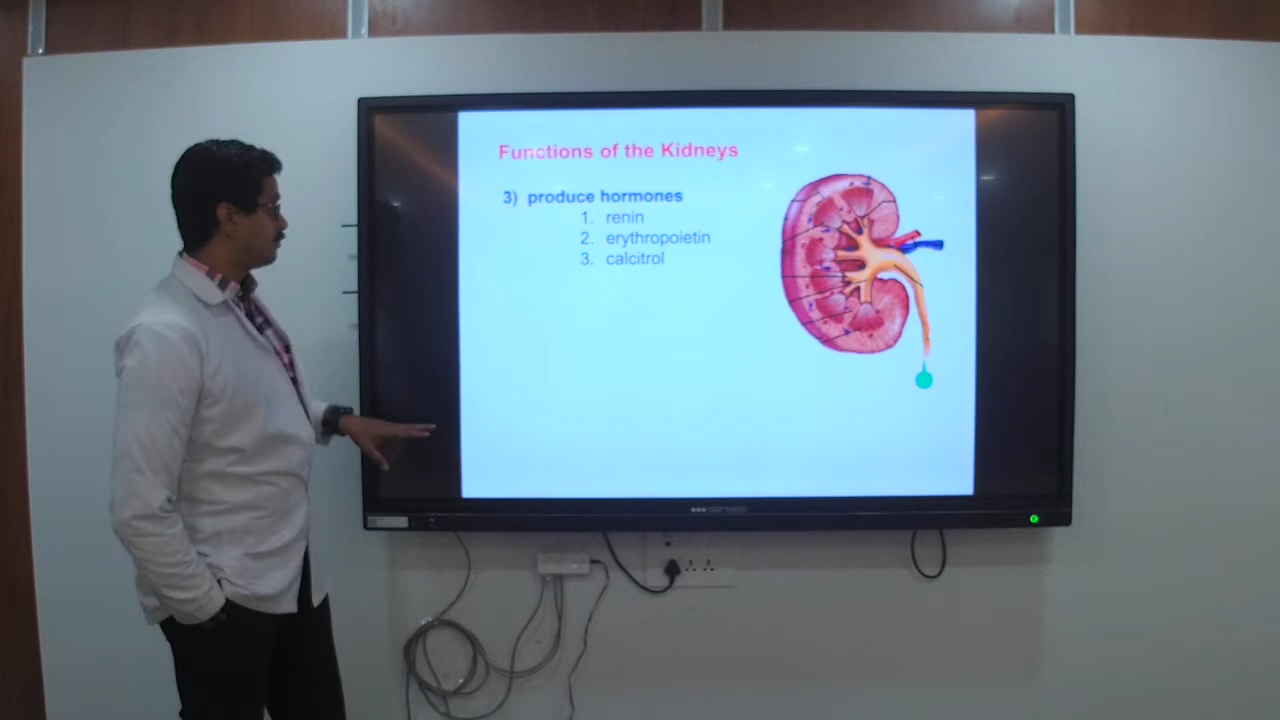 Functions of the Kidneys
3) produce hormones
1. renin
2. erythropoietin
3. calcitrol